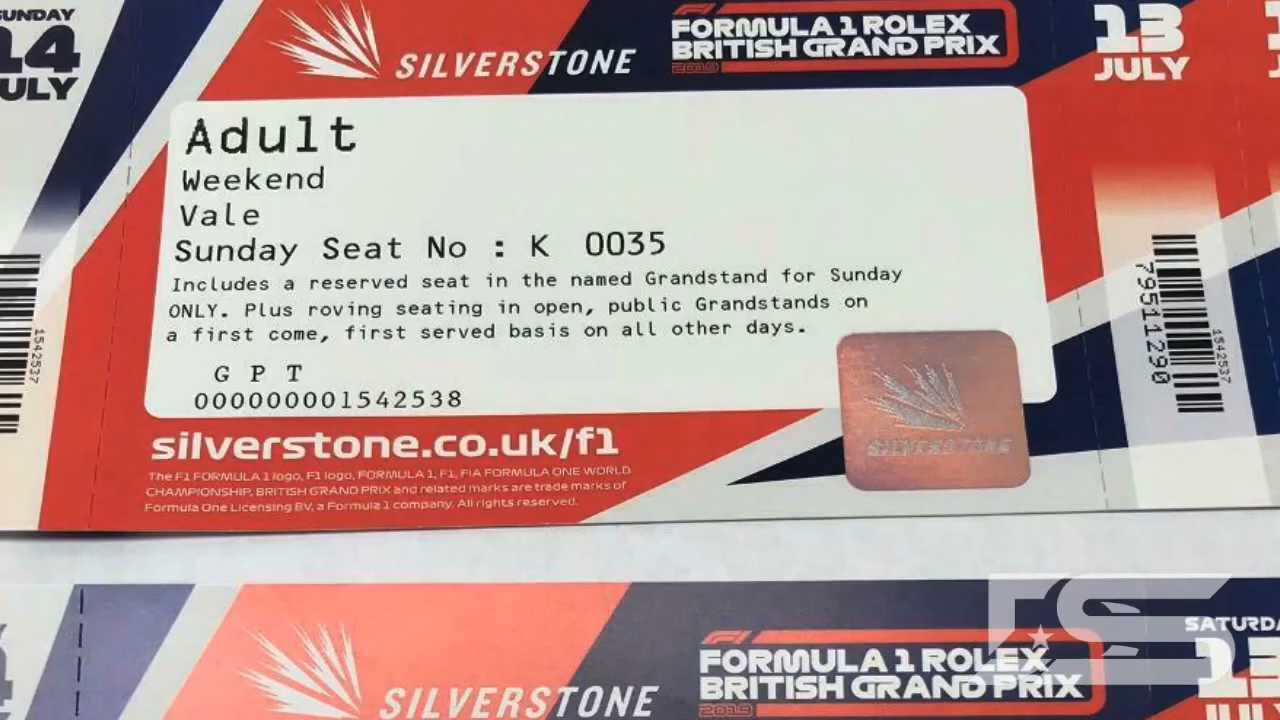 SUNDAY
14
JULY
SILVERSTONE
FORMULA 1 ROLEX
BRITISH GRAND PRIX
2019
13
JULY
Adult
Weekend
Vale
Sunday Seat No : K 0035
Includes a reserved seat in the named Grandstand for Sunday
ONLY. Plus roving seating in open, public Grandstands on
a first come, first served basis on all other days.
G P T
000000001542538
1542537
79511290
1542537
SILVERSTONE
silverstone.co.uk/f1
The F1 FORMULA 1 logo, F1 logo, FORMULA 1, F1, FIA FORMULA ONE WORLD
CHAMPIONSHIP, BRITISH GRAND PRIX and related marks are trade marks of
Formula One Licensing BV, a Formula 1 company. All rights reserved.
SILVERSTONE
FORMULA 1 ROLEX
BRITISH GRAND PRIX
2019
SATURDA
13
JULY